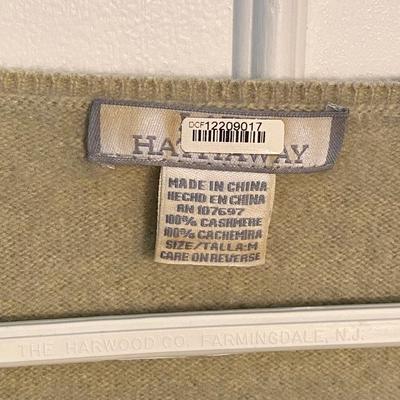 DCF12209017
HATHAWAY
MADE IN CHINA
HECHO EN CHINA
RN 107697
100% CASHMERE
100% CACHEMIRA
SIZE/TALLA:M
CARE ON REVERSE
THE HARWOOD CO. FARMINGDALE, N.J.